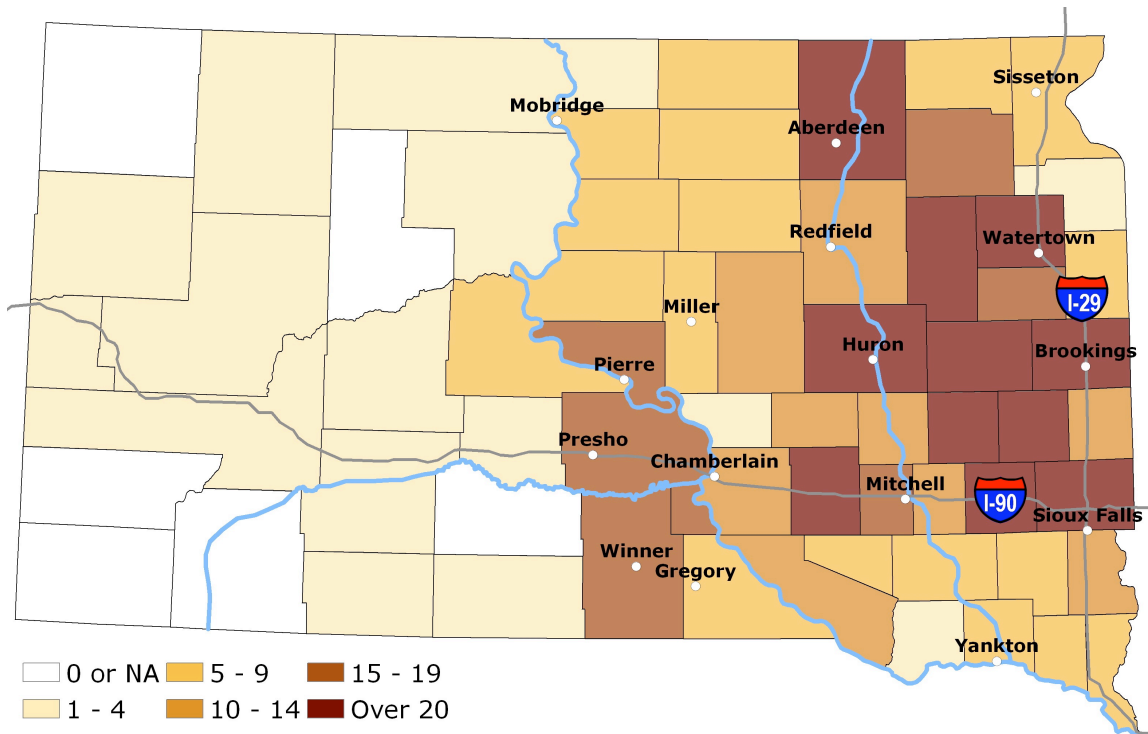 Sisseton
Mobridge
Aberdeen
Redfield
Watertown
I-29
Miller
Huron
Brookings
Pierre
Presho
Chamberlain
Mitchell
I-90
Sioux Falls
Winner
Gregory
Yankton
0 or NA
5 - 9
15 - 19
1 - 4
10 - 14
Over 20